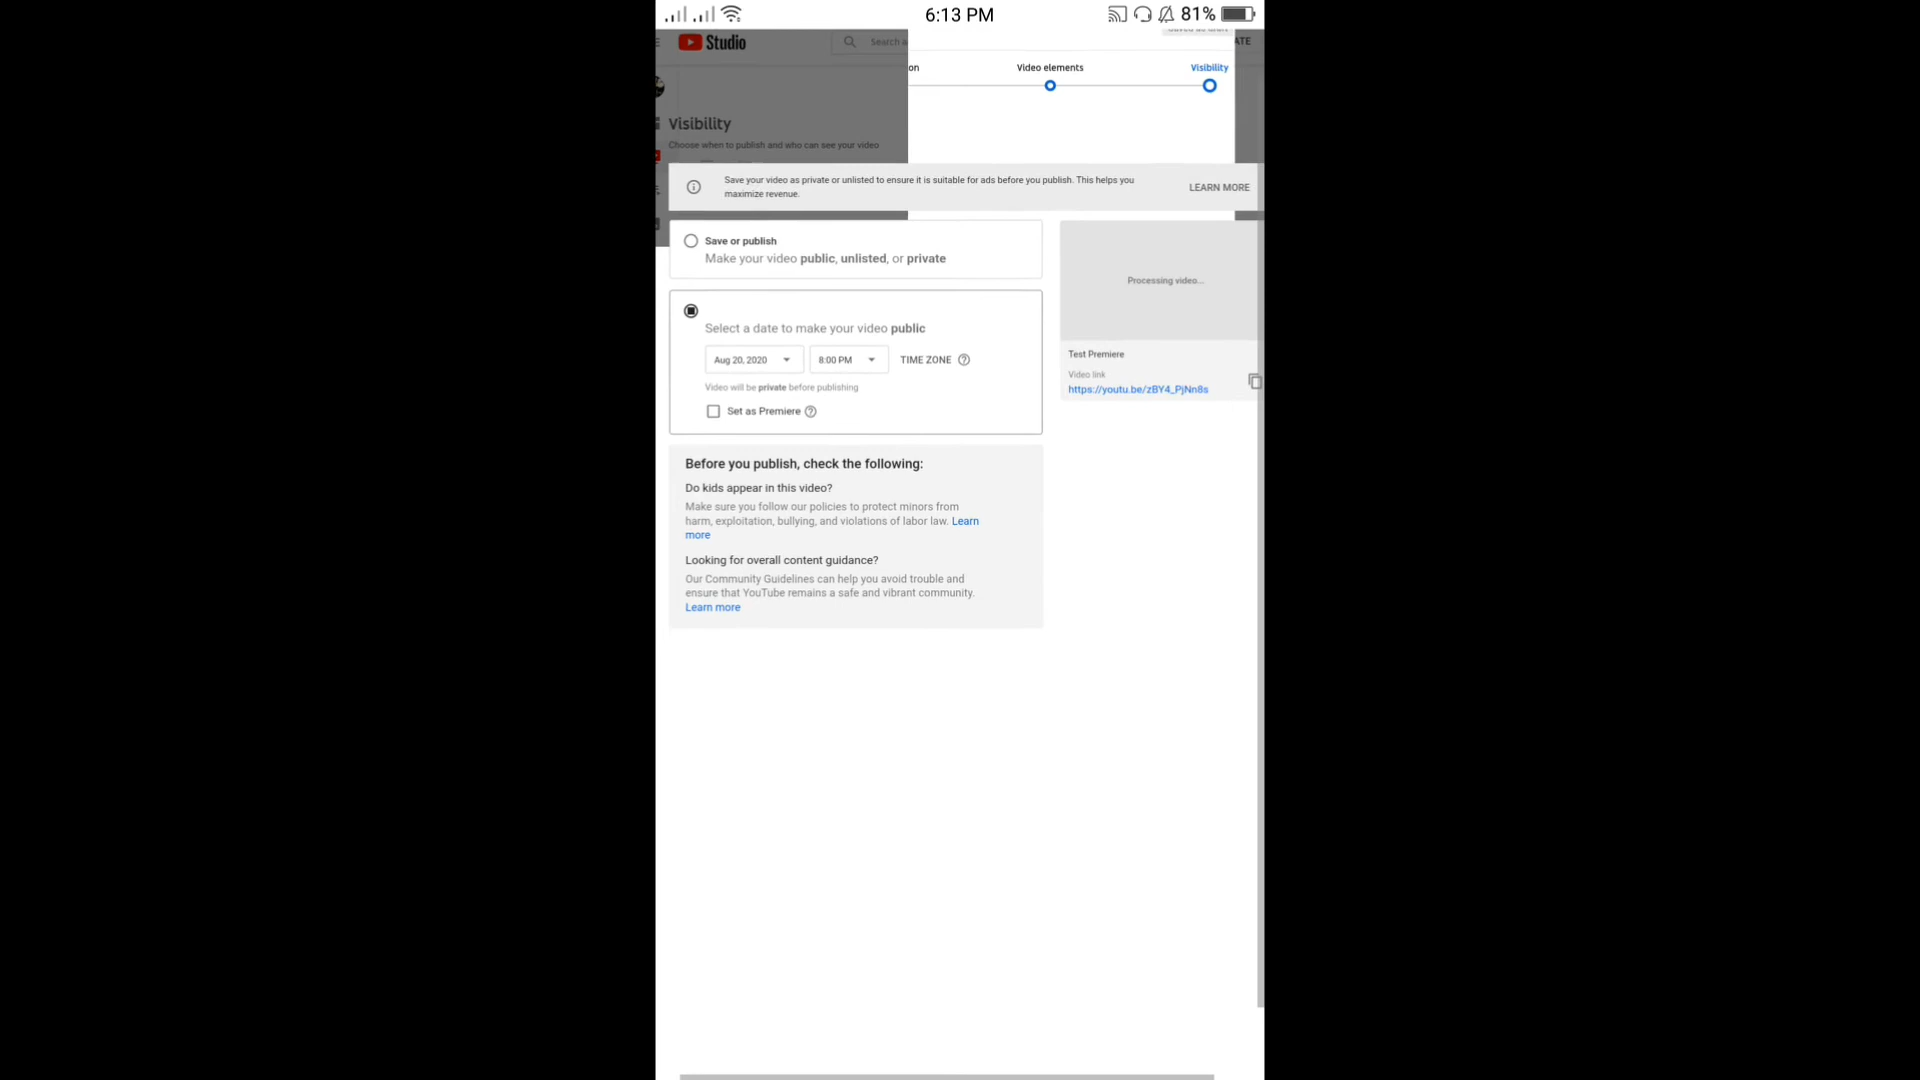 6:13 PM
81%
Studio
Search
ATE
on
Video elements
Visibility
Visibility
Choose when to publish and who can see your video
Save your video as private or unlisted to ensure it is suitable for ads before you publish. This helps you
maximize revenue.
LEARN MORE
Save or publish
Make your video public, unlisted, or private
Processing video...
Select a date to make your video public
Aug 20, 2020
8:00 PM
TIME ZONE
Test Premiere
Video link
https://youtu.be/zBY4_PjNn8s
Video will be private before publishing
Set as Premiere
Before you publish, check the following:
Do kids appear in this video?
Make sure you follow our policies to protect minors from
harm, exploitation, bullying, and violations of labor law. Learn
more
Looking for overall content guidance?
Our Community Guidelines can help you avoid trouble and
ensure that YouTube remains a safe and vibrant community.
Learn more